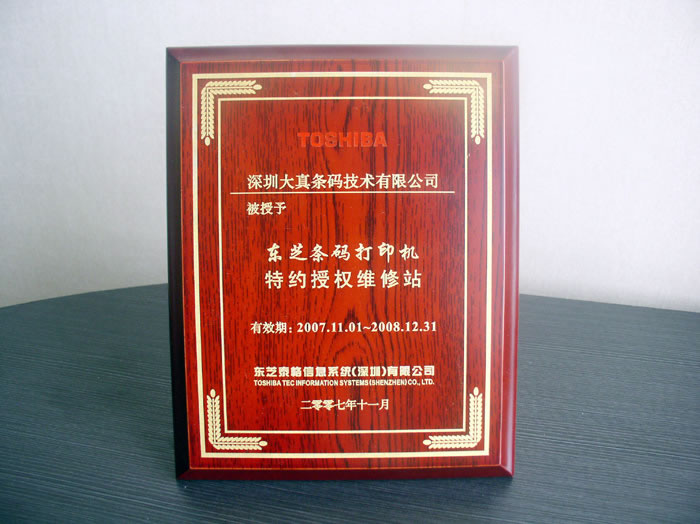 TOSHIBA
深圳大真条码技术有限公司
被授予
东芝条码打印机
特约授权维修站
有效期：2007.11.01~2008.12.31
东芝泰格信息系统(深圳)有限公司
TOSHIBA TEC INFORMATION SYSTEMS(SHENZHEN) CO., LTD.
二零零七年十一月